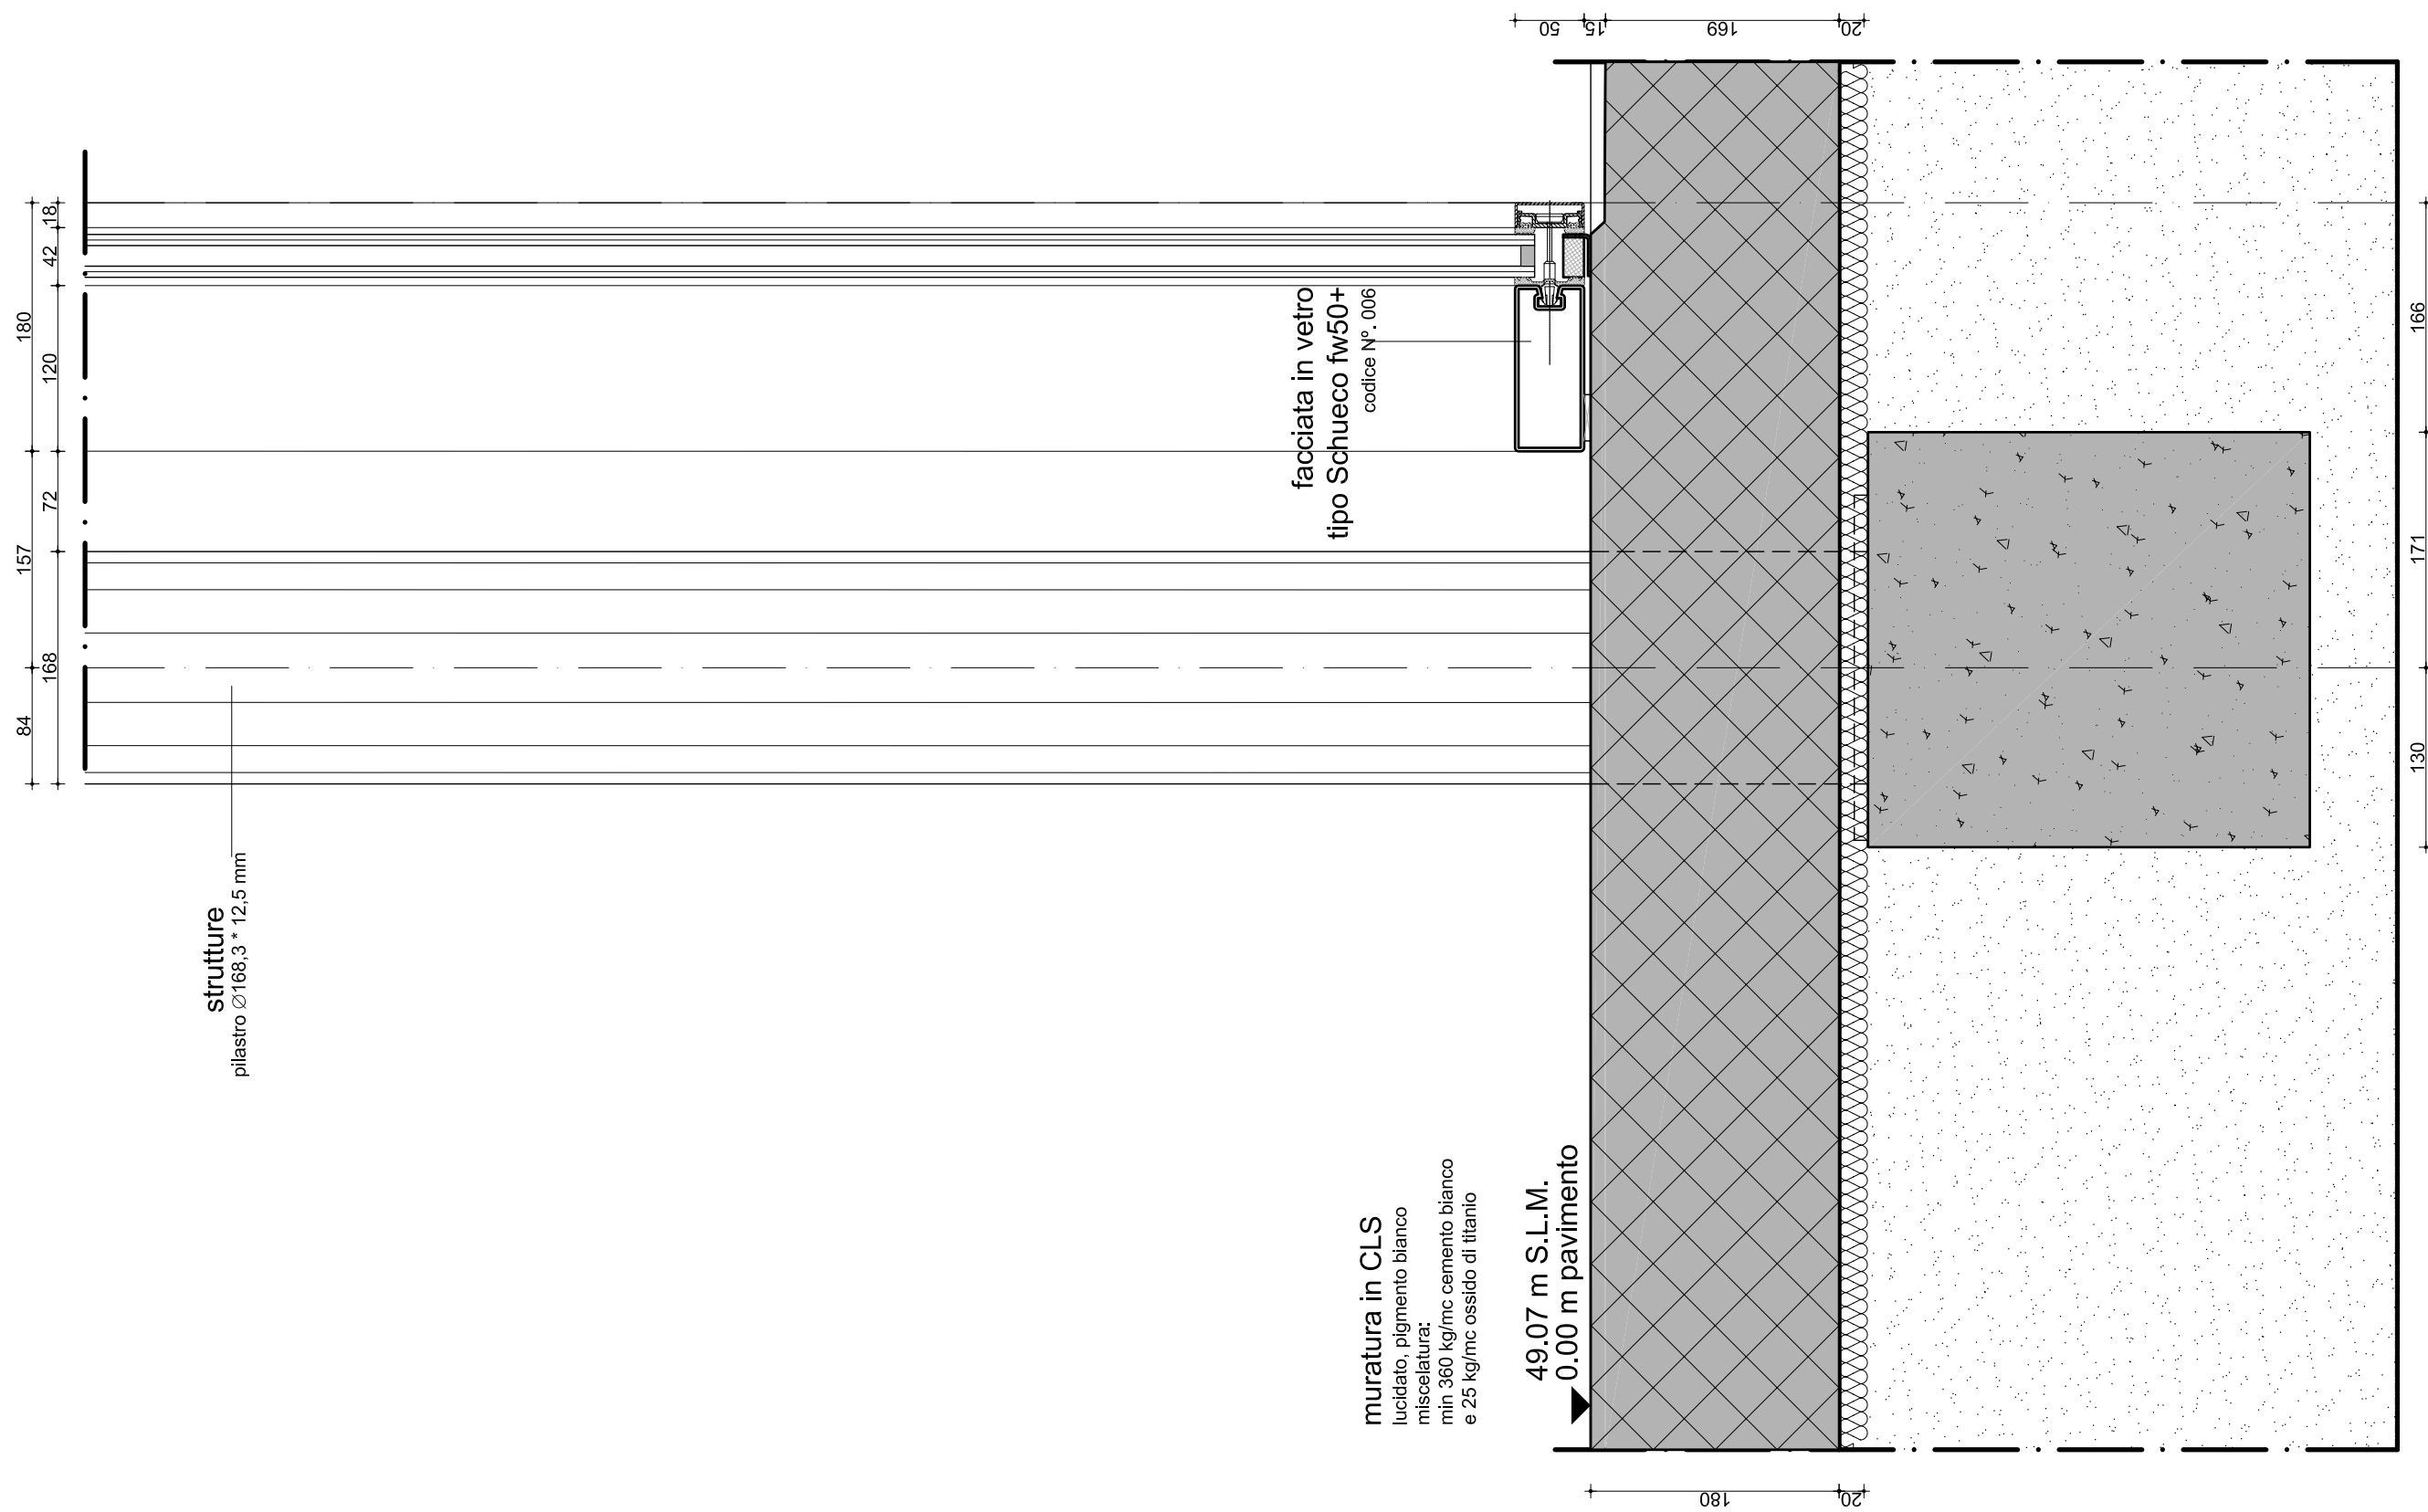 strutture
pilastro ∅168,3 * 12,5 mm
facciata in vetro
tipo Schueco fw50+
codice N°. 006
muratura in CLS
lucidato, pigmento bianco
miscelatura:
min 360 kg/mc cemento bianco
e 25 kg/mc ossido di titanio
49.07 m S.L.M.
0.00 m pavimento
84
157
180
168
72
120
42
18
50
15
169
20
180
20
130
171
166